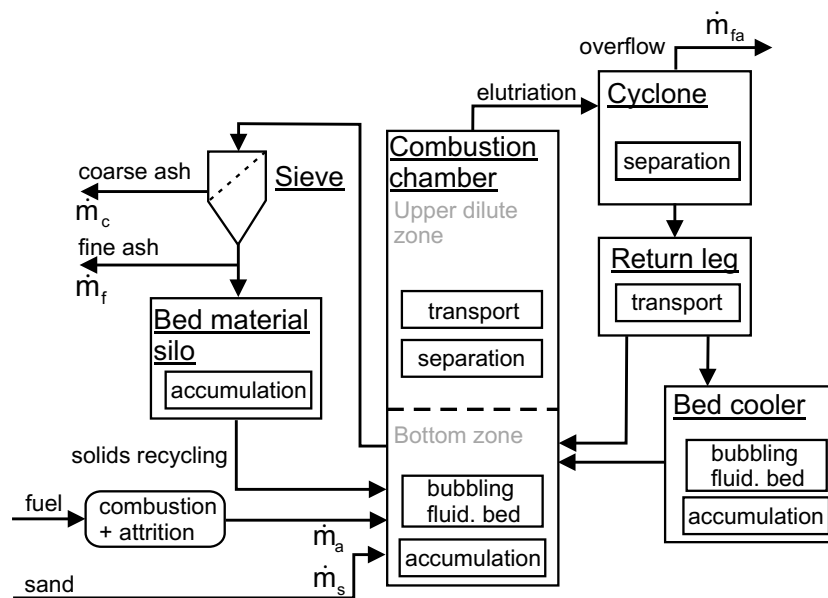 ṁfa
overflow
elutriation
Cyclone
separation
Combustion
chamber
Upper dilute
zone
transport
separation
Sieve
coarse ash
ṁc
fine ash
ṁf
Return leg
transport
Bed material
silo
accumulation
Bed cooler
bubbling
fluid. bed
accumulation
Bottom zone
bubbling
fluid. bed
accumulation
solids recycling
fuel
combustion
+ attrition
ṁa
sand
ṁs